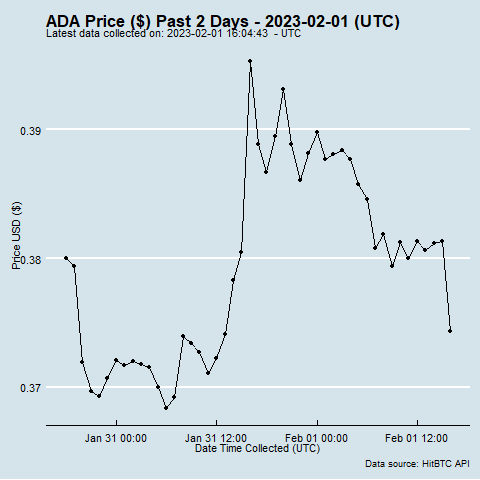 ADA Price ($) Past 2 Days - 2023-02-01 (UTC)
Latest data collected on: 2023-02-01 16:04:43  - UTC
0.39
0.38
0.37
Price USD ($)
Jan 31 00:00
Jan 31 12:00
Feb 01 00:00
Feb 01 12:00
Date Time Collected (UTC)
Data source: HitBTC API